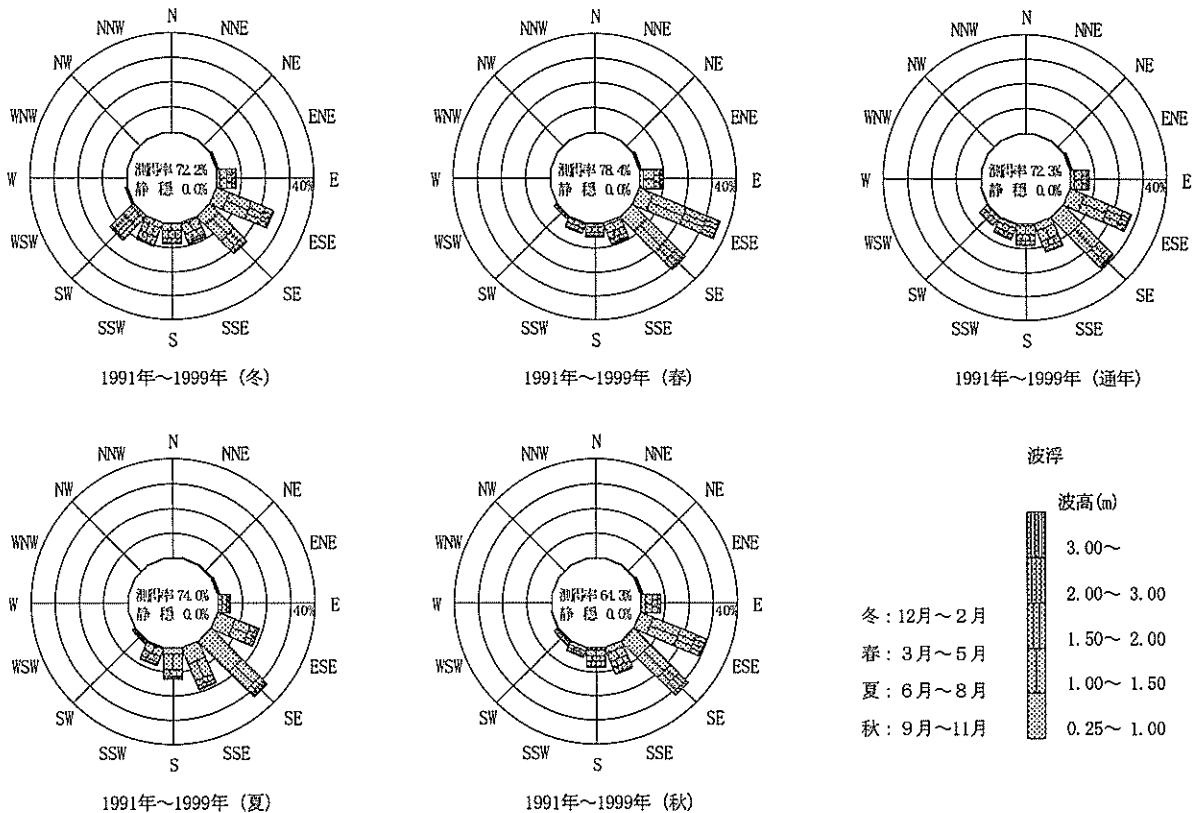 N
NNW NNE
NW NE
WNW ENE
測得率 72.2%
静穏 0.0%
W 40% E
WSW ESE
SW SE
SSW SSE
S
1991年～1999年 (冬)
N
NNW NNE
NW NE
WNW ENE
測得率 78.4%
静穏 0.0%
W 40% E
WSW ESE
SW SE
SSW SSE
S
1991年～1999年 (春)
N
NNW NNE
NW NE
WNW ENE
測得率 72.3%
静穏 0.0%
W 40% E
WSW ESE
SW SE
SSW SSE
S
1991年～1999年 (通年)
N
NNW NNE
NW NE
WNW ENE
測得率 74.0%
静穏 0.0%
W 40% E
WSW ESE
SW SE
SSW SSE
S
1991年～1999年 (夏)
N
NNW NNE
NW NE
WNW ENE
測得率 64.3%
静穏 0.0%
W 40% E
WSW ESE
SW SE
SSW SSE
S
1991年～1999年 (秋)
冬：12月～2月
春：3月～5月
夏：6月～8月
秋：9月～11月
波浮
波高(m)
3.00～
2.00～ 3.00
1.50～ 2.00
1.00～ 1.50
0.25～ 1.00